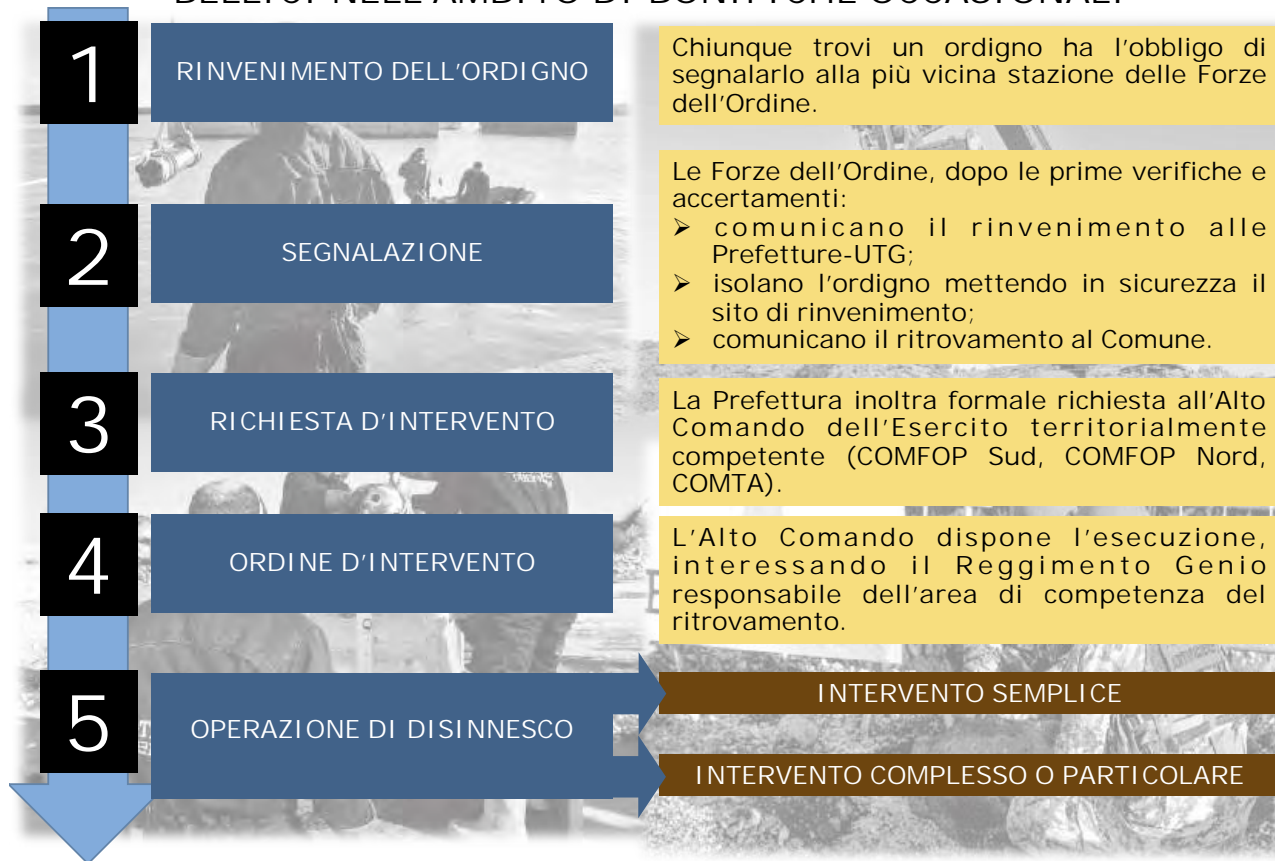 1
RINVENIMENTO DELL'ORDIGNO
Chiunque trovi un ordigno ha l'obbligo di
segnalarlo alla più vicina stazione delle Forze
dell'Ordine.
2
SEGNALAZIONE
Le Forze dell'Ordine, dopo le prime verifiche e
accertamenti:
➢ comunicano il rinvenimento alle
Prefetture-UTG;
➢ isolano l'ordigno mettendo in sicurezza il
sito di rinvenimento;
➢ comunicano il ritrovamento al Comune.
3
RICHIESTA D'INTERVENTO
La Prefettura inoltra formale richiesta all'Alto
Comando dell'Esercito territorialmente
competente (COMFOP Sud, COMFOP Nord,
COMTA).
4
ORDINE D'INTERVENTO
L'Alto Comando dispone l'esecuzione,
interessando il Reggimento Genio
responsabile dell'area di competenza del
ritrovamento.
5
OPERAZIONE DI DISINNESCO
INTERVENTO SEMPLICE
INTERVENTO COMPLESSO O PARTICOLARE